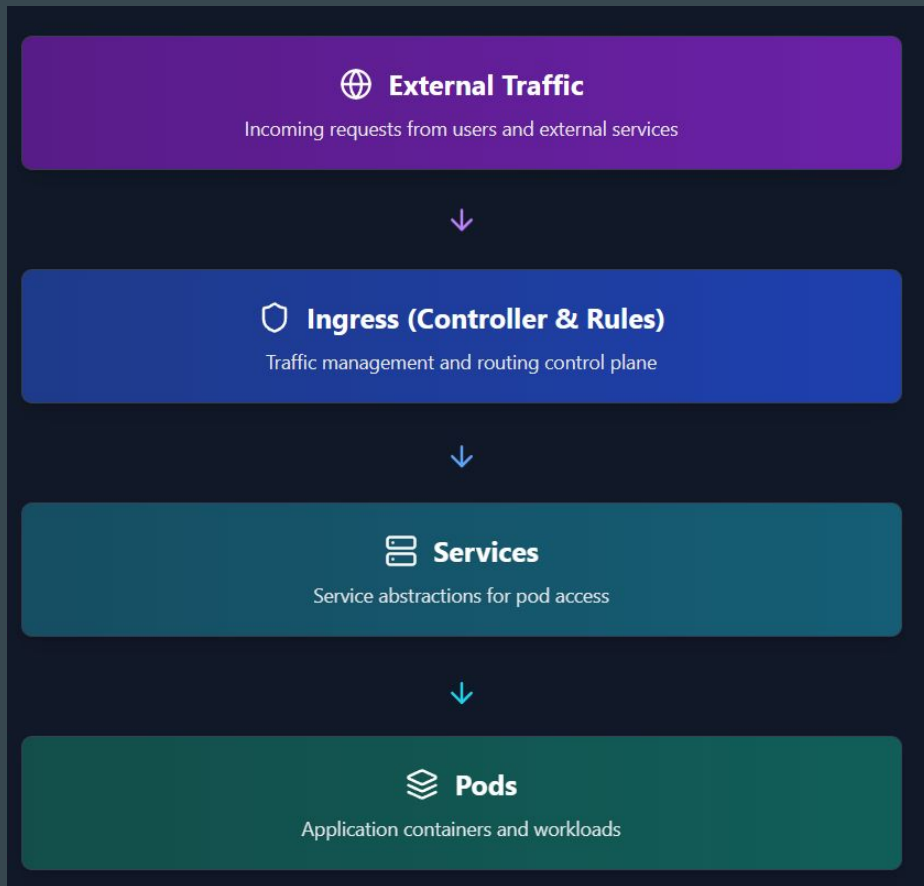 External Traffic
Incoming requests from users and external services
Ingress (Controller & Rules)
Traffic management and routing control plane
Services
Service abstractions for pod access
Pods
Application containers and workloads